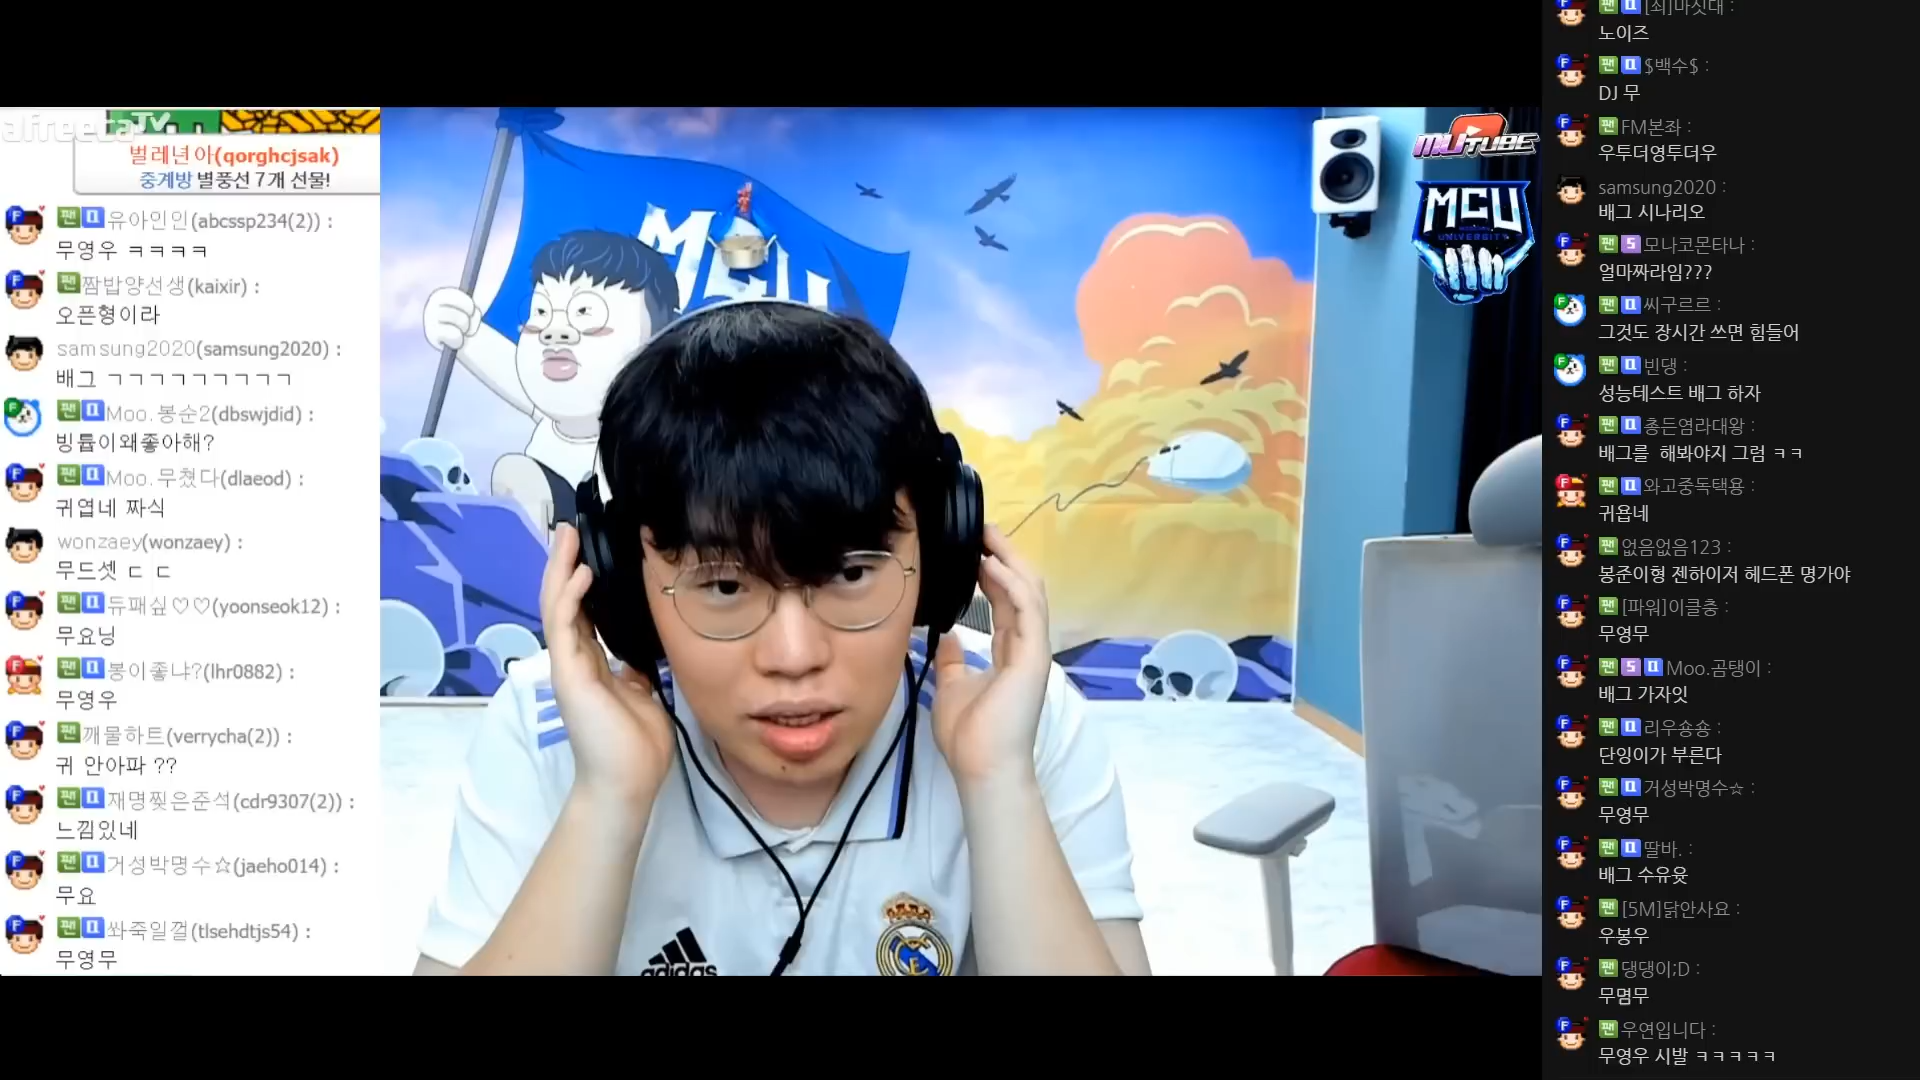 afreecaTV
벌레년아(qorghcjsak)
중계방 별풍선 7개 선물!
유아인인(abcssp234(2)) :
무영우 ㅋㅋㅋㅋ
짬밥양선생(kaixir) :
오픈형이라
samsung2020(samsung2020) :
배그 ㄱㄱㄱㄱㄱㄱㄱㄱㄱ
Moo.봉순2(dbswjdid) :
빙튭이왜좋아해?
Moo.무쳤다(dlaeod) :
귀엽네 짜식
wonzaey(wonzaey) :
무드셋 ㄷ ㄷ
듀패싶♡♡(yoonseok12) :
무요닝
봉이좋냐?(lhr0882) :
무영우
깨물하트(verrycha(2)) :
귀 안아파 ??
재명찢은준석(cdr9307(2)) :
느낌있네
거성박명수☆(jaeho014) :
무요
쏴죽일껄(tlsehdtjs54) :
무영무
MCU
adidas
MUTUBE
MCU
UNIVERSITY
[죄]마싯대 :
노이즈
$백수$ :
DJ 무
FM본좌 :
우투더영투더우
samsung2020 :
배그 시나리오
모나코몬타나 :
얼마짜라임???
씨구르르 :
그것도 장시간 쓰면 힘들어
빈댕 :
성능테스트 배그 하자
총든염라대왕 :
배그를 해봐야지 그럼 ㅋㅋ
와고중독택용 :
귀욥네
없음없음123 :
봉준이형 젠하이저 헤드폰 명가야
[파워]이클충 :
무영무
Moo.곰탱이 :
배그 가자잇
리우숑숑 :
단잉이가 부른다
거성박명수☆ :
무영무
딸바. :
배그 수유윳
[5M]닭안사요 :
우봉우
댕댕이;D :
무몀무
우연입니다 :
무영우 시발 ㅋㅋㅋㅋㅋ